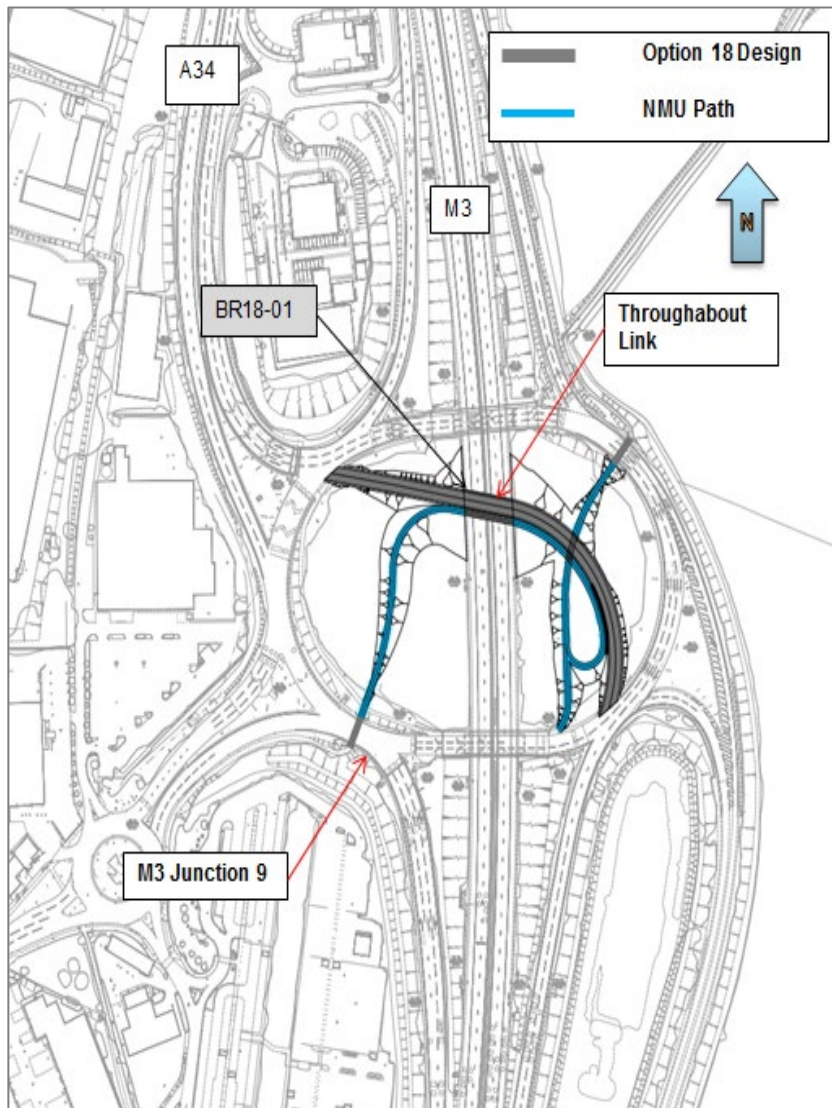 A34
Option 18 Design
NMU Path
M3
N
BR18-01
Throughabout
Link
M3 Junction 9